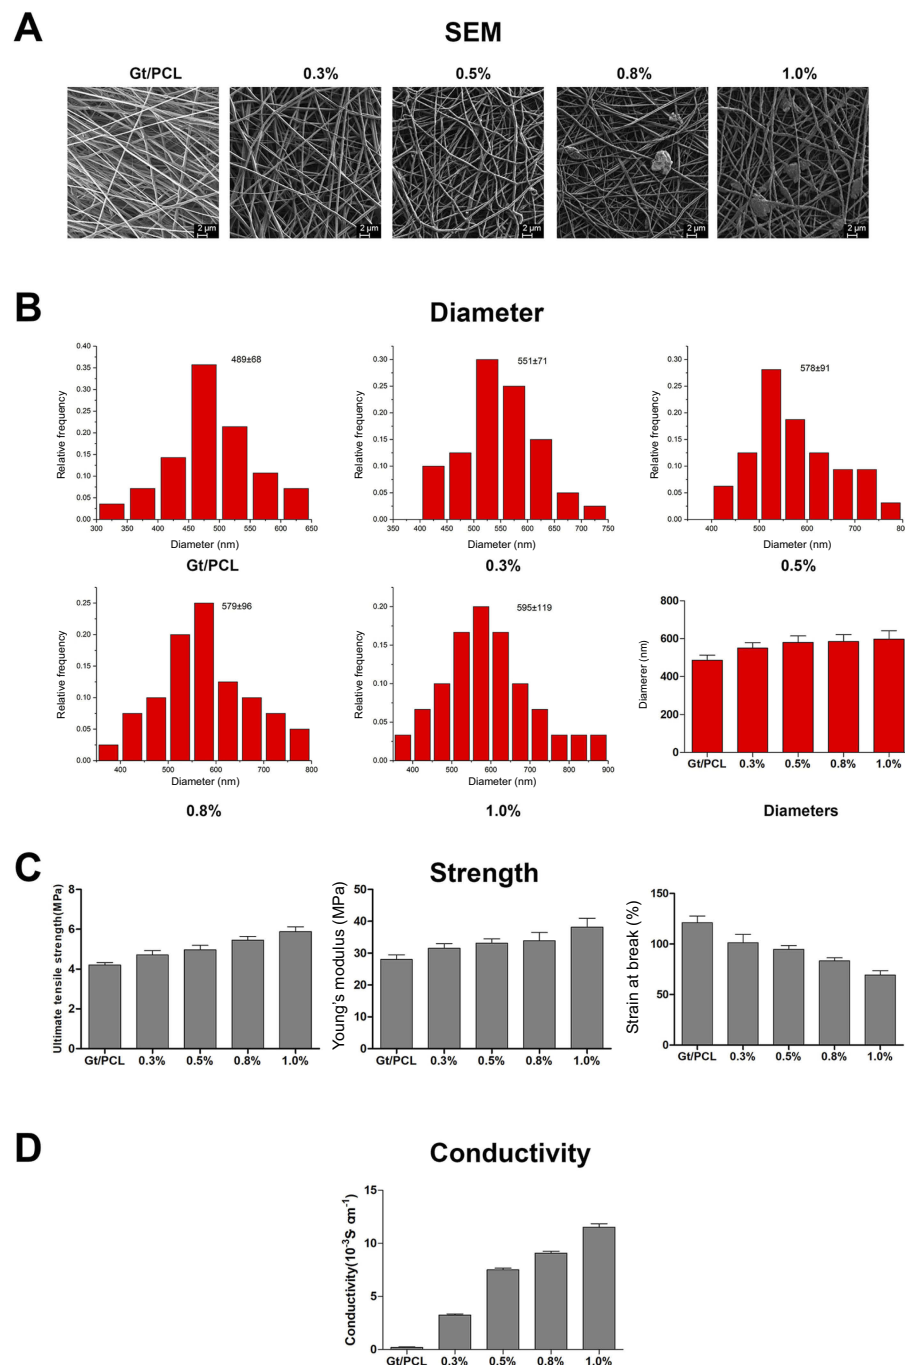 A
SEM
Gt/PCL 0.3% 0.5% 0.8% 1.0%
2 µm 2 µm 2 µm 2 µm 2 µm
B
Diameter
Relative frequency
0.40
0.35
0.30
0.25
0.20
0.15
0.10
0.05
0.00
489±68
300 350 400 450 500 550 600 650
Diameter (nm)
Gt/PCL
Relative frequency
0.30
0.25
0.20
0.15
0.10
0.05
0.00
551±71
350 400 450 500 550 600 650 700 750
Diameter (nm)
0.3%
Relative frequency
0.30
0.25
0.20
0.15
0.10
0.05
0.00
578±91
400 500 600 700 80
Diameter (nm)
0.5%
Relative frequency
0.25
0.20
0.15
0.10
0.05
0.00
579±96
400 500 600 700 800
Diameter (nm)
0.8%
Relative frequency
0.20
0.15
0.10
0.05
0.00
595±119
400 500 600 700 800 900
Diameter (nm)
1.0%
Diamerer (nm)
800
600
400
200
0
Gt/PCL 0.3% 0.5% 0.8% 1.0%
Diameters
C
Strength
Ultimate tensile strength(MPa)
8
6
4
2
0
Gt/PCL 0.3% 0.5% 0.8% 1.0%
Young's modulus (MPa)
50
40
30
20
10
0
Gt/PCL 0.3% 0.5% 0.8% 1.0%
Strain at break (%)
150
100
50
0
Gt/PCL 0.3% 0.5% 0.8% 1.0%
D
Conductivity
Conductivity(10⁻³S· cm⁻¹)
15
10
5
0
Gt/PCL 0.3% 0.5% 0.8% 1.0%